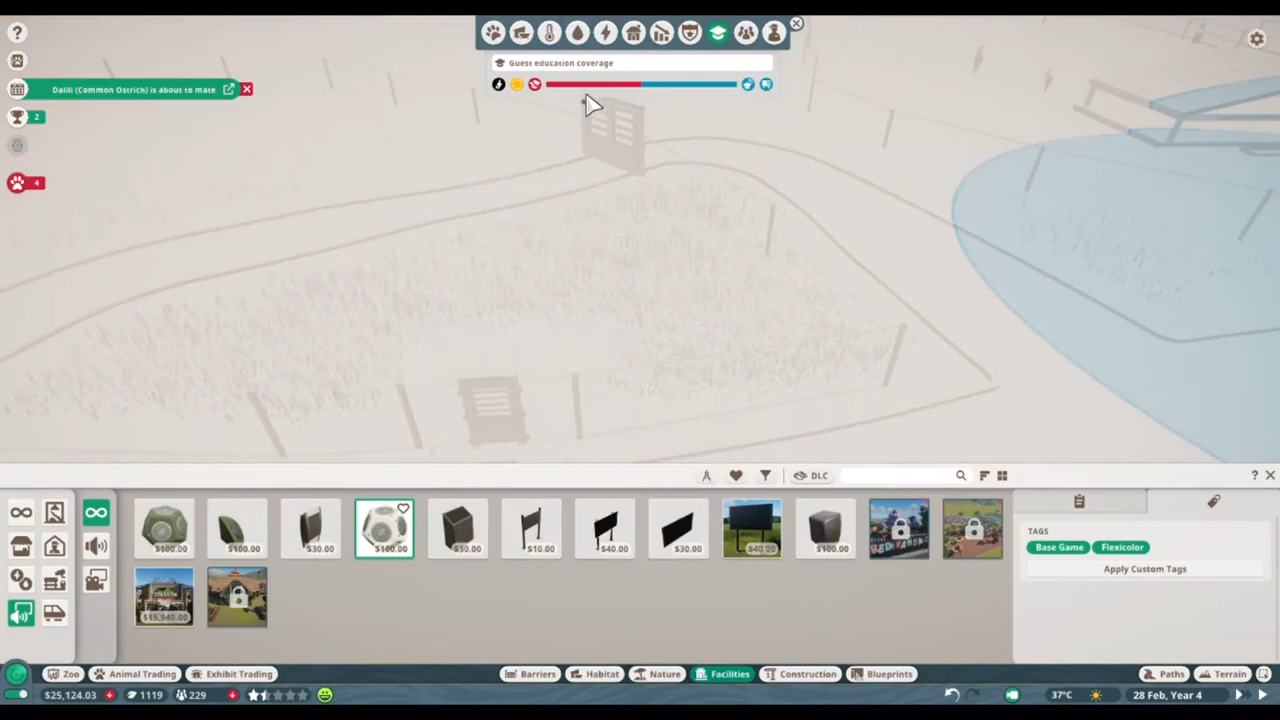 ?
Guest education coverage
Dalili (Common Ostrich) is about to mate
2
4
DLC
?
$100.00 $100.00 $30.00 $100.00 $30.00 $10.00 $40.00 $30.00 $40.00 $100.00
$15,940.00
TAGS
Base Game Flexicolor
Apply Custom Tags
Zoo Animal Trading Exhibit Trading Barriers Habitat Nature Facilities Construction Blueprints Paths Terrain
$25,124.03 1119 229 37°C 28 Feb, Year 4